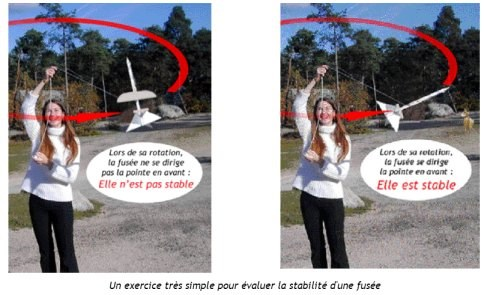 Lors de sa rotation,
la fusée ne se dirige
pas la pointe en avant :
Elle n'est pas stable
Lors de sa rotation,
la fusée se dirige
la pointe en avant :
Elle est stable
Un exercice très simple pour évaluer la stabilité d'une fusée